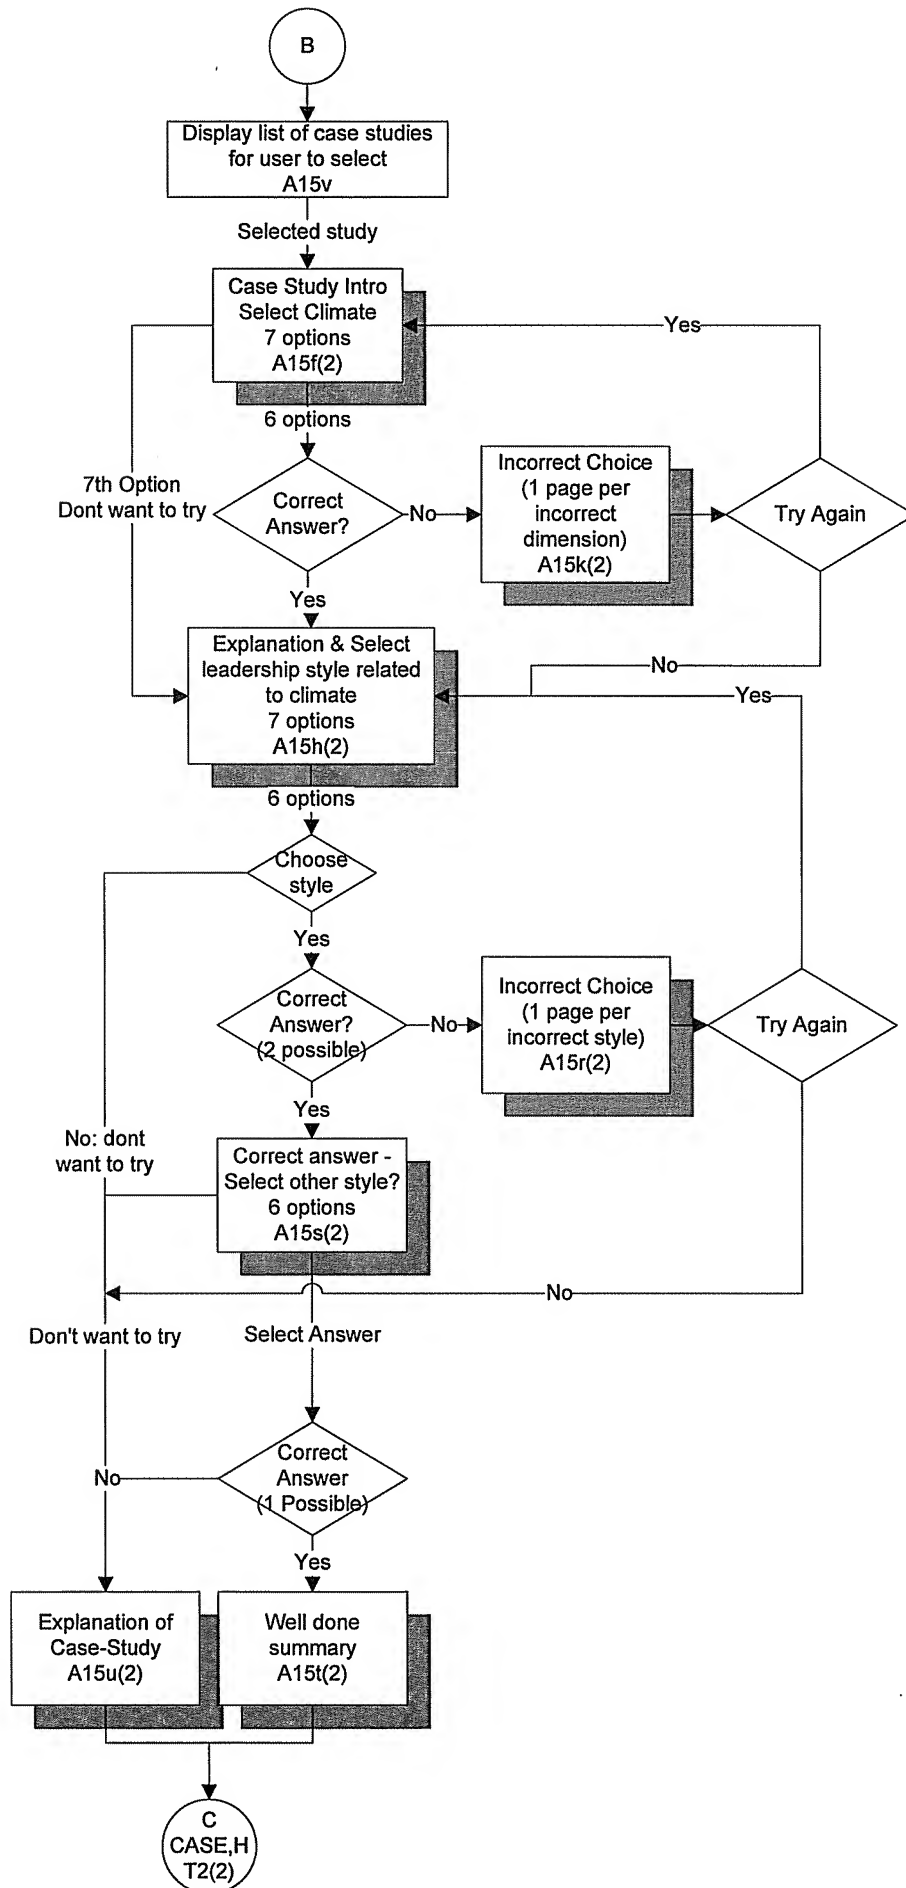 B
Display list of case studies
for user to select
A15v
Selected study
Case Study Intro
Select Climate
7 options
A15f(2)
Yes
6 options
7th Option
Dont want to try
Correct
Answer?
No
Incorrect Choice
(1 page per
incorrect
dimension)
A15k(2)
Try Again
Yes
No
Explanation & Select
leadership style related
to climate
7 options
A15h(2)
Yes
6 options
Choose
style
Yes
Correct
Answer?
(2 possible)
No
Incorrect Choice
(1 page per
incorrect style)
A15r(2)
Try Again
Yes
No: dont
want to try
Correct answer -
Select other style?
6 options
A15s(2)
No
Don't want to try
Select Answer
Correct
Answer
(1 Possible)
No
Yes
Explanation of
Case-Study
A15u(2)
Well done
summary
A15t(2)
C
CASE,H
T2(2)